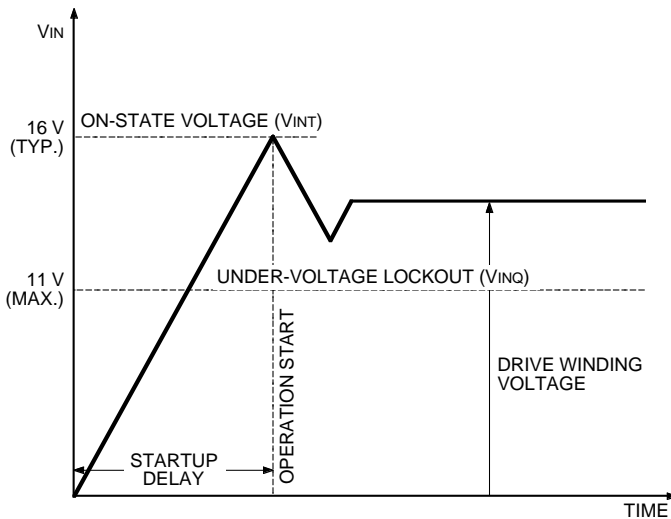 VIN
ON-STATE VOLTAGE (VINT)
16 V
(TYP.)
UNDER-VOLTAGE LOCKOUT (VINQ)
11 V
(MAX.)
OPERATION START
DRIVE WINDING
VOLTAGE
STARTUP
DELAY
TIME